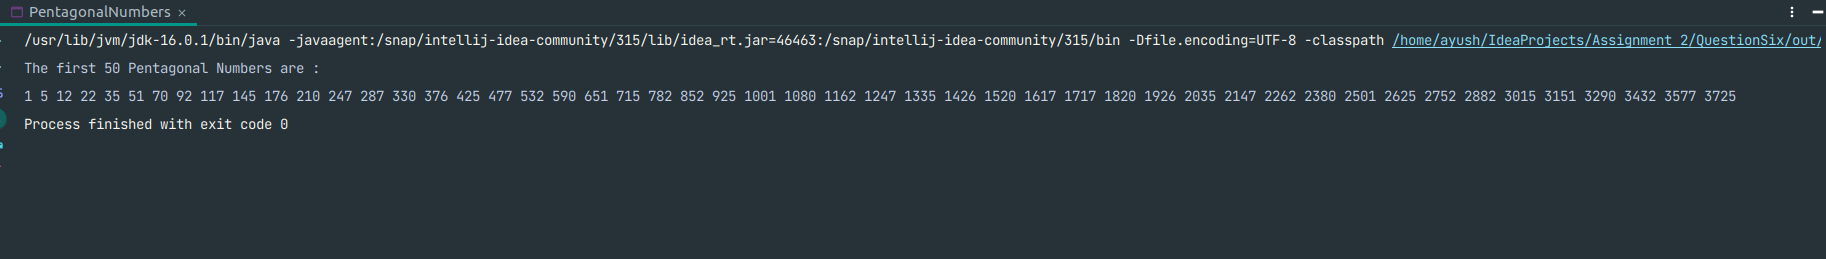 PentagonalNumbers ×
/usr/lib/jvm/jdk-16.0.1/bin/java -javaagent:/snap/intellij-idea-community/315/lib/idea_rt.jar=46463:/snap/intellij-idea-community/315/bin -Dfile.encoding=UTF-8 -classpath /home/ayush/IdeaProjects/Assignment 2/QuestionSix/out/
The first 50 Pentagonal Numbers are :
1 5 12 22 35 51 70 92 117 145 176 210 247 287 330 376 425 477 532 590 651 715 782 852 925 1001 1080 1162 1247 1335 1426 1520 1617 1717 1820 1926 2035 2147 2262 2380 2501 2625 2752 2882 3015 3151 3290 3432 3577 3725
Process finished with exit code 0